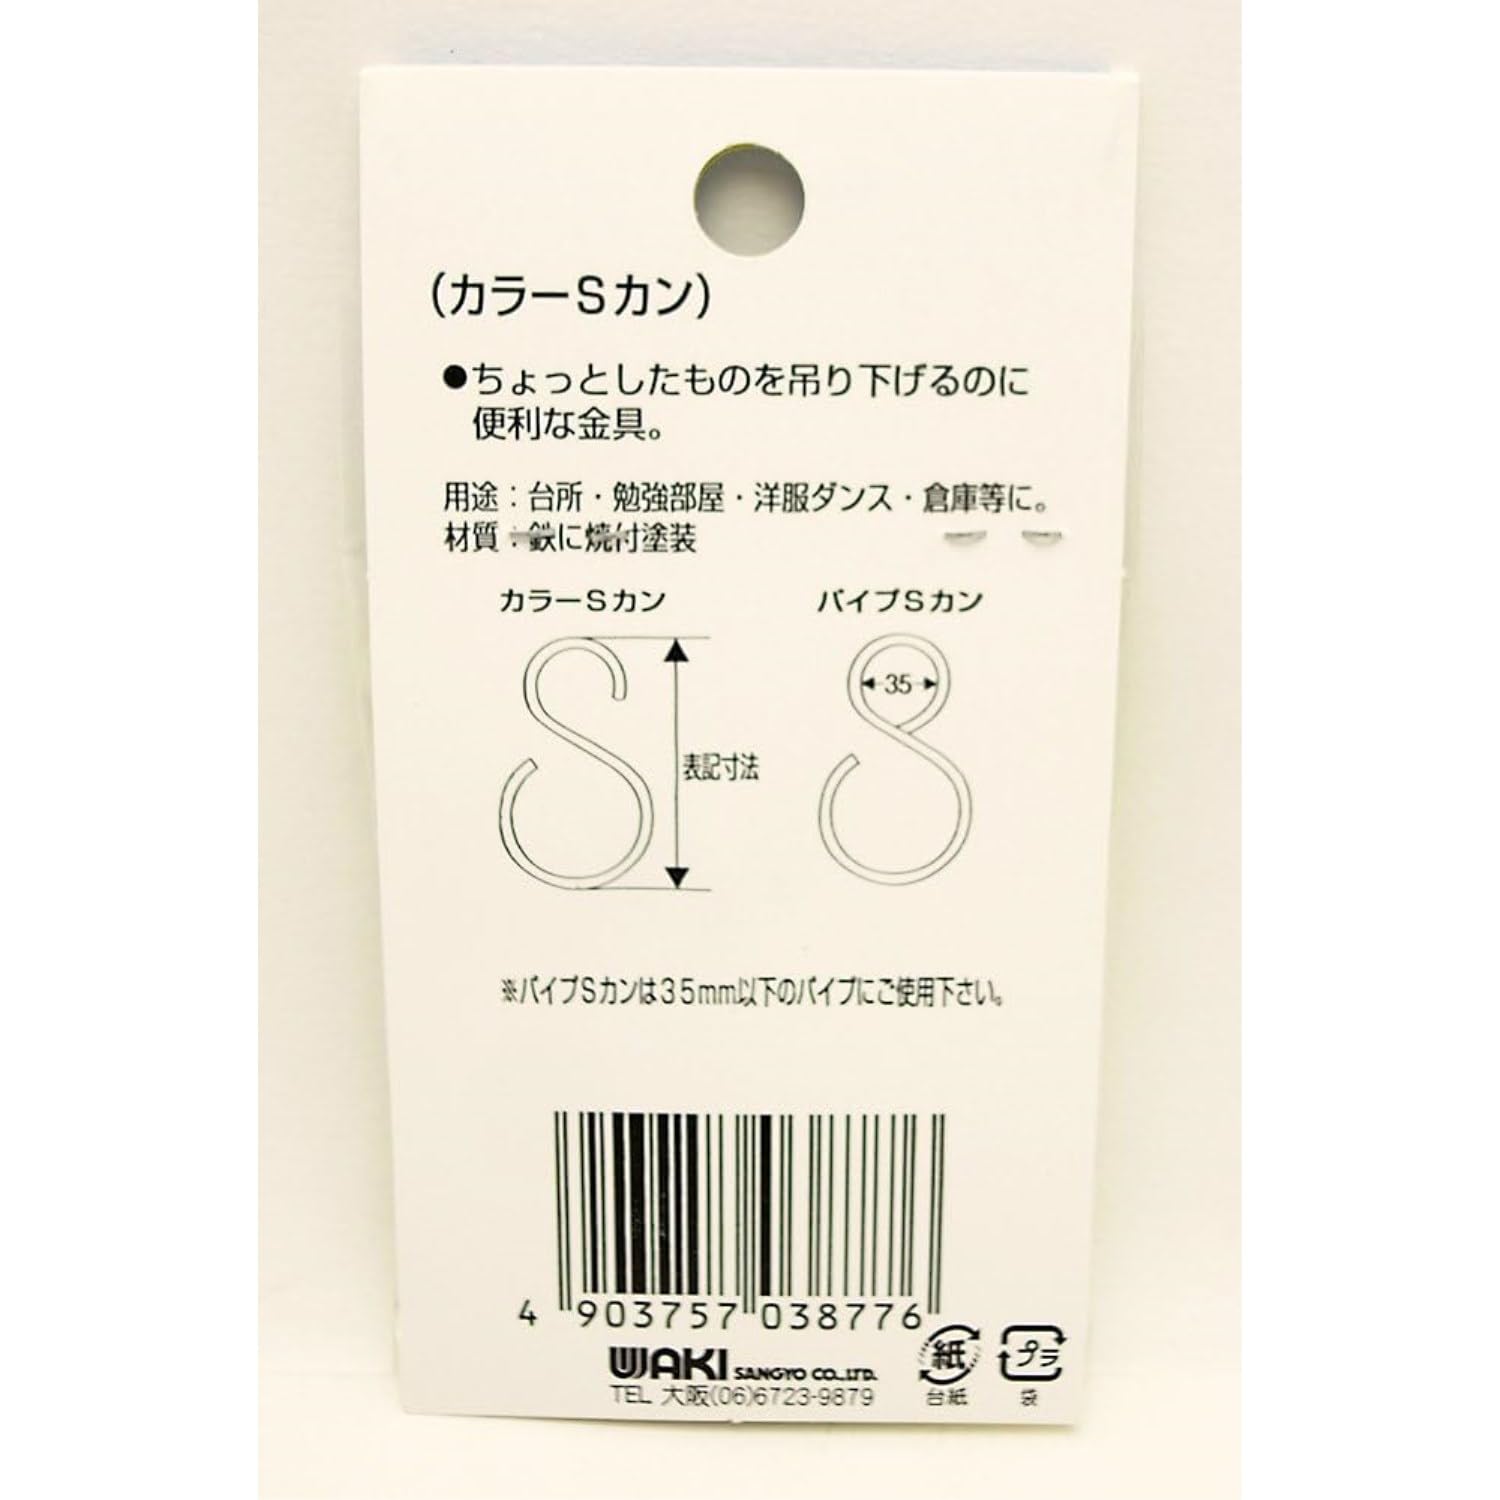 (カラーSカン)
●ちょっとしたものを吊り下げるのに
便利な金具。
用途:台所・勉強部屋・洋服ダンス・倉庫等に。
材質:鉄に焼付塗装
カラーSカン
パイプSカン
35
表記寸法
※パイプSカンは35mm以下のパイプにご使用下さい。
4 903757 038776
WAKI SANGYO CO.,LTD.
TEL 大阪(06)6723-9879
紙
台紙
プラ
袋